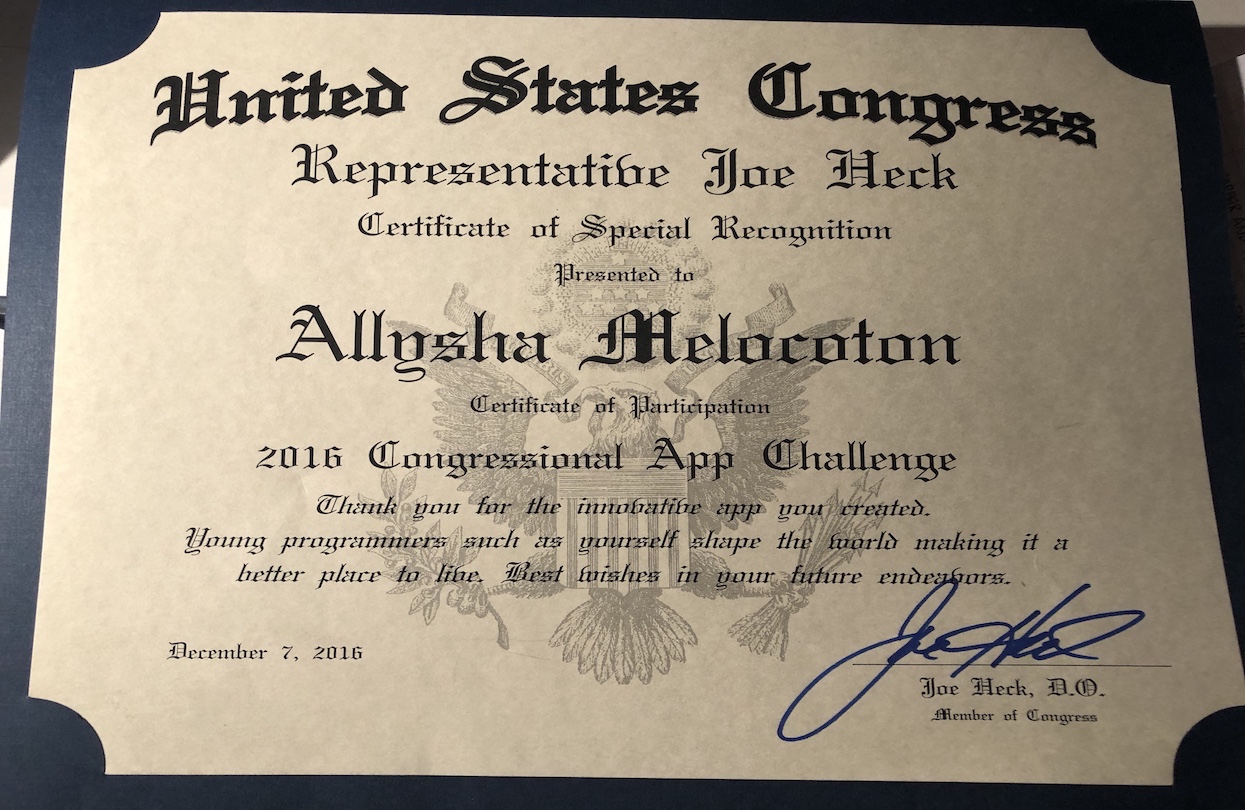 United States Congress
Representative Joe Heck
Certificate of Special Recognition
Presented to
Allysha Melocoton
Certificate of Participation
2016 Congressional App Challenge
Thank you for the innovative app you created.
Young programmers such as yourself shape the world making it a
better place to live. Best wishes in your future endeavors.
December 7, 2016
Joe Heck
Joe Heck, D.O.
Member of Congress